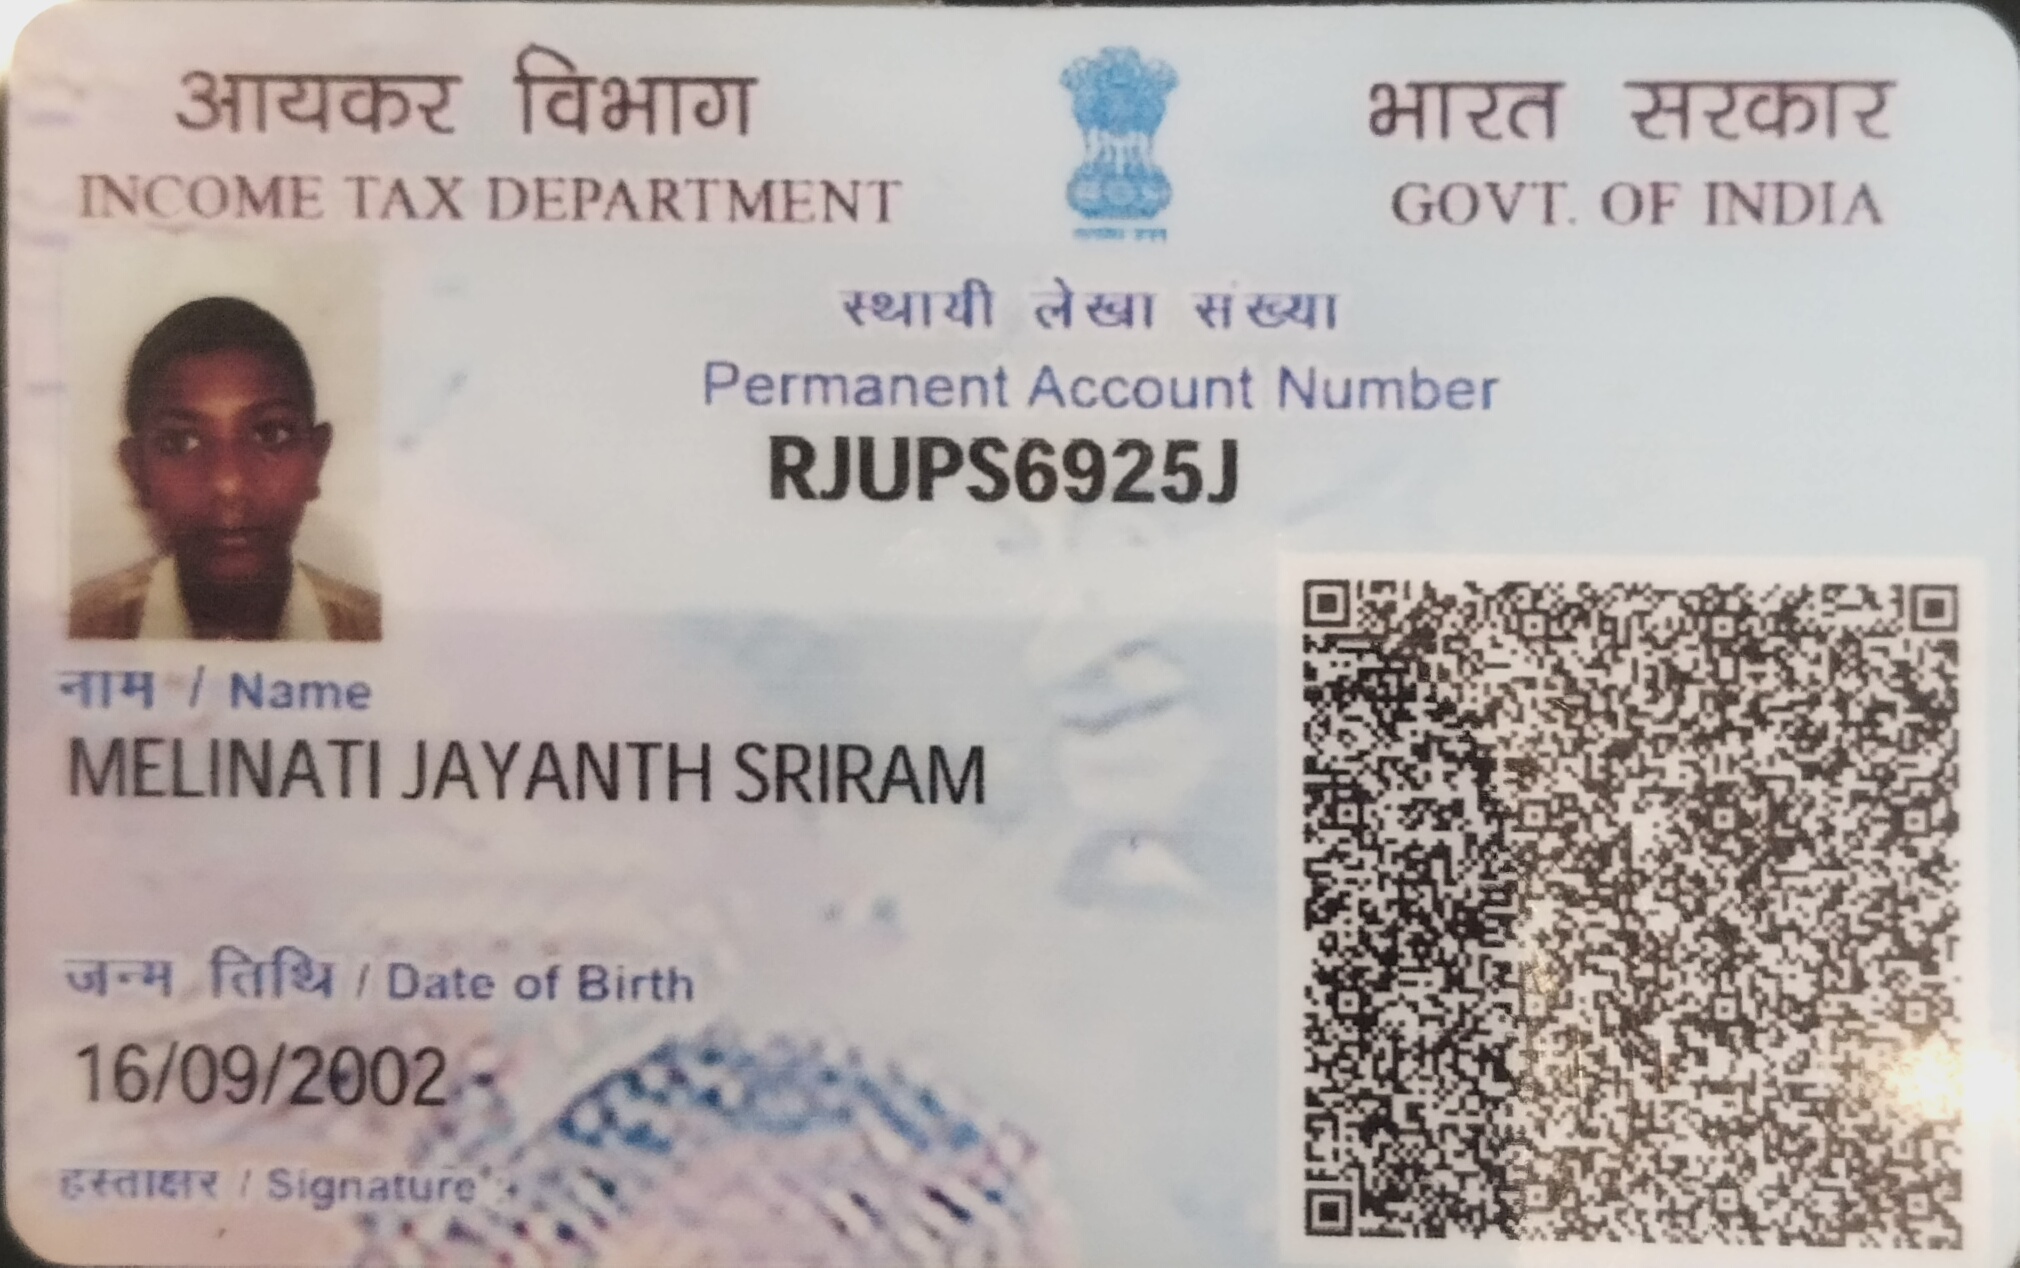 आयकर विभाग
INCOME TAX DEPARTMENT
भारत सरकार
GOVT. OF INDIA
स्थायी लेखा संख्या
Permanent Account Number
RJUPS6925J
नाम / Name
MELINATI JAYANTH SRIRAM
जन्म तिथि / Date of Birth
16/09/2002
हस्ताक्षर / Signature